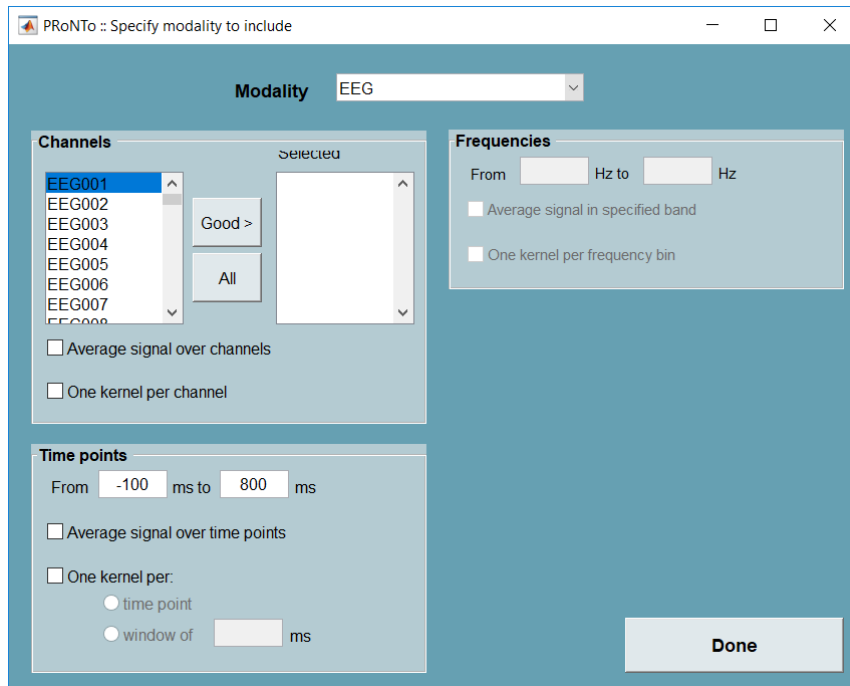 PRoNTo :: Specify modality to include
Modality
EEG
Channels
Selected
EEG001
EEG002
EEG003
EEG004
EEG005
EEG006
EEG007
EEG008
Good >
All
Average signal over channels
One kernel per channel
Time points
From -100 ms to 800 ms
Average signal over time points
One kernel per:
time point
window of ms
Frequencies
From Hz to Hz
Average signal in specified band
One kernel per frequency bin
Done